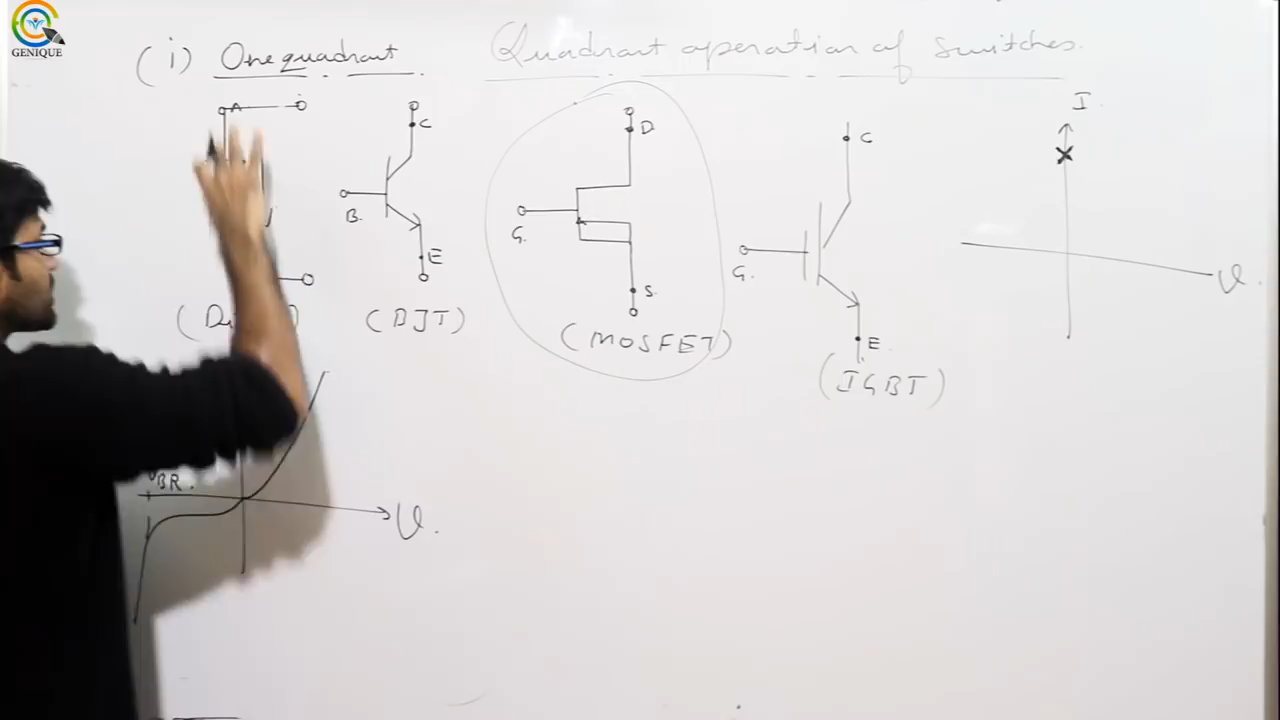 GENIQUE
(i) One quadrant
Quadrant operation of switches.
A
C
B.
E
(BJT)
D.
G.
S.
(MOSFET)
C
G.
E
(IGBT)
I
V.
BR.
V.